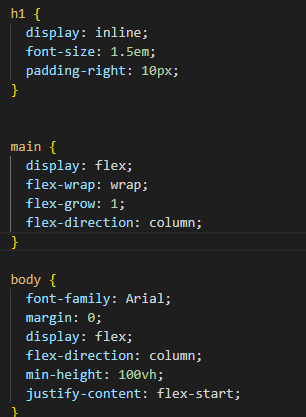 h1 {
display: inline;
font-size: 1.5em;
padding-right: 10px;
}
main {
display: flex;
flex-wrap: wrap;
flex-grow: 1;
flex-direction: column;
}
body {
font-family: Arial;
margin: 0;
display: flex;
flex-direction: column;
min-height: 100vh;
justify-content: flex-start;
}